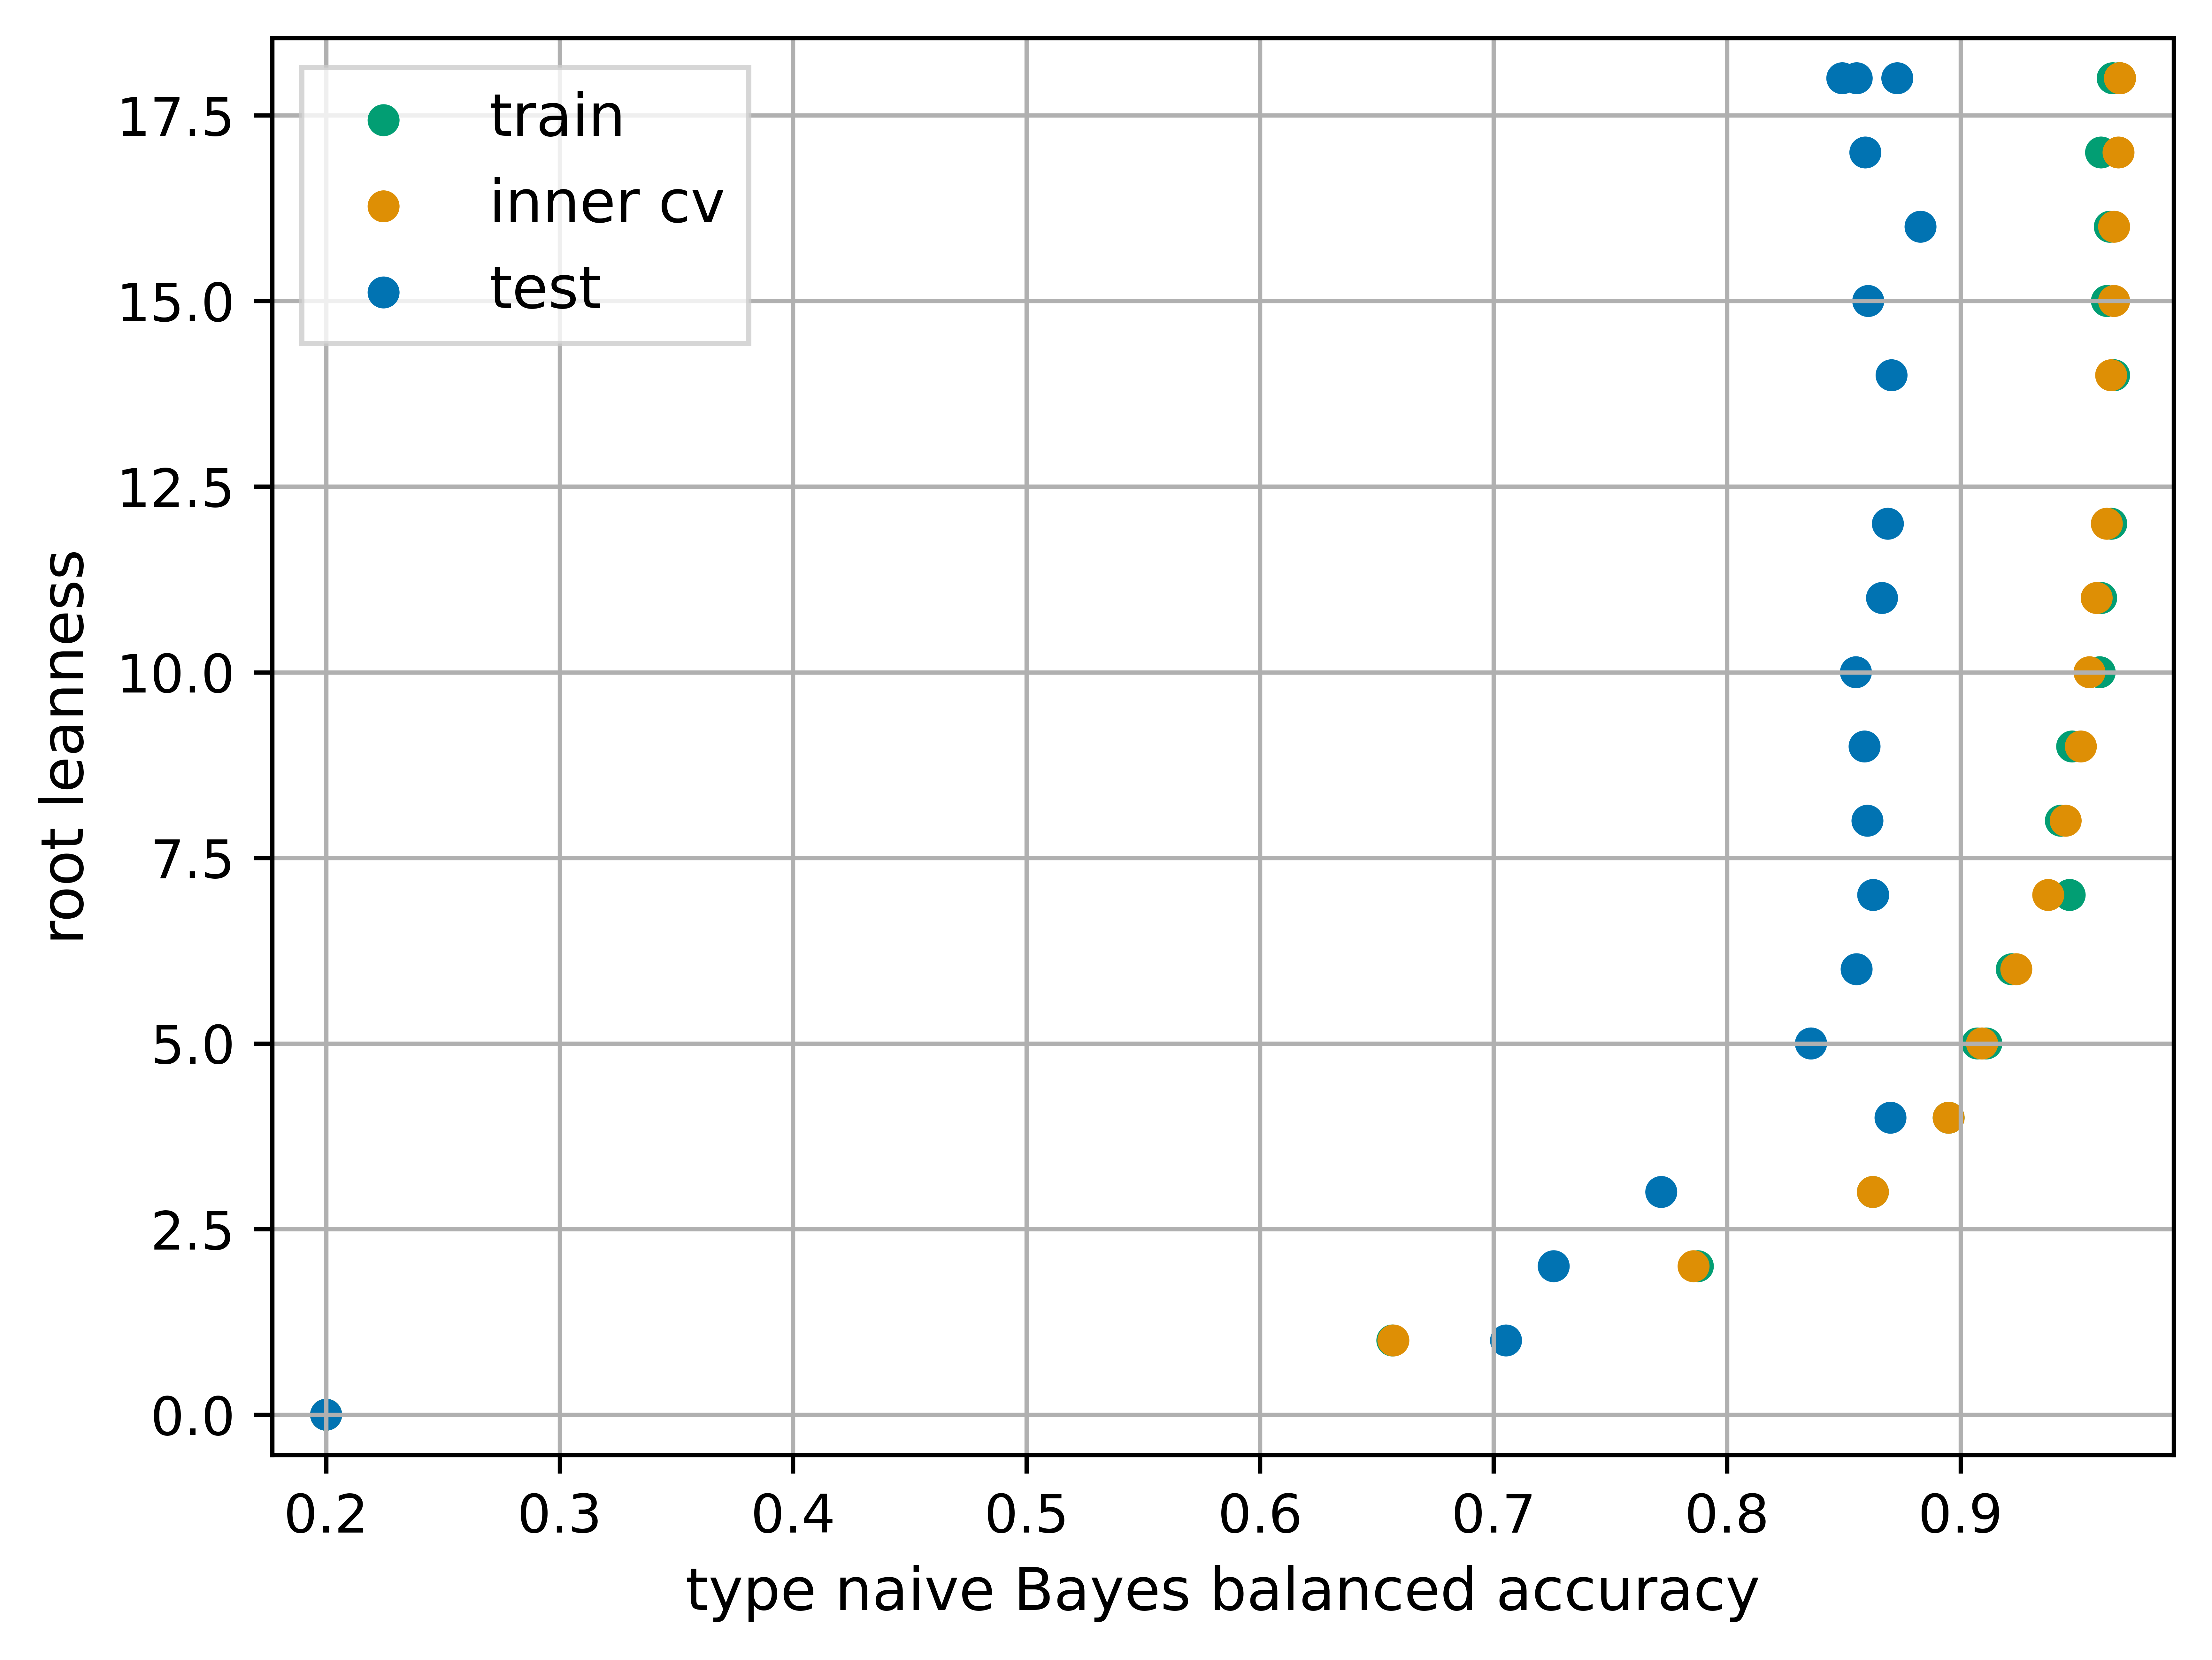 train
inner cv
test
17.5
15.0
12.5
10.0
7.5
5.0
2.5
0.0
root leanness
0.2 0.3 0.4 0.5 0.6 0.7 0.8 0.9
type naive Bayes balanced accuracy